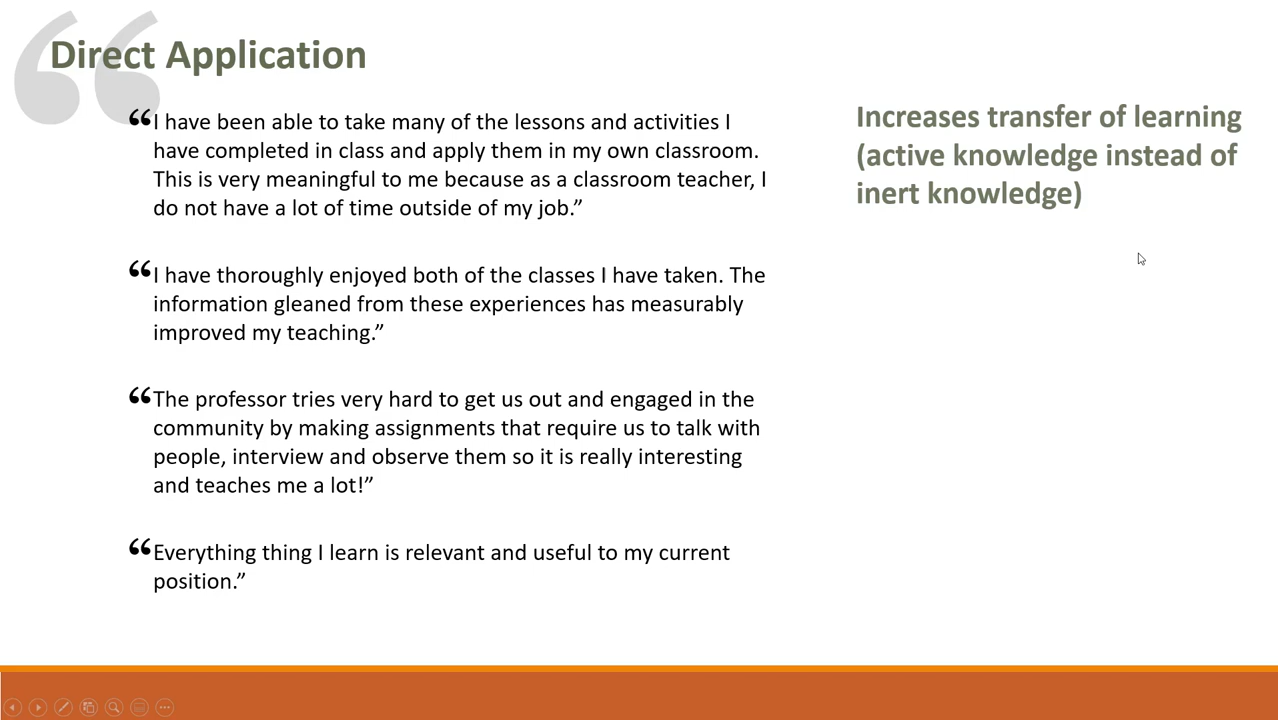 Direct Application
“I have been able to take many of the lessons and activities I
have completed in class and apply them in my own classroom.
This is very meaningful to me because as a classroom teacher, I
do not have a lot of time outside of my job.”
“I have thoroughly enjoyed both of the classes I have taken. The
information gleaned from these experiences has measurably
improved my teaching.”
“The professor tries very hard to get us out and engaged in the
community by making assignments that require us to talk with
people, interview and observe them so it is really interesting
and teaches me a lot!”
“Everything thing I learn is relevant and useful to my current
position.”
Increases transfer of learning
(active knowledge instead of
inert knowledge)